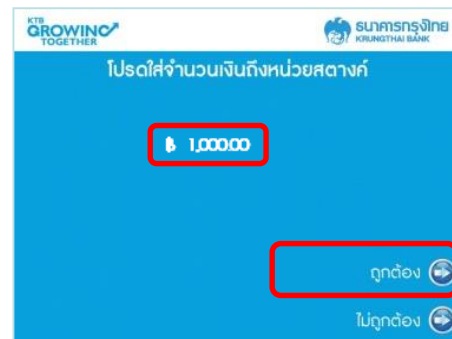 KTB
GROWING
TOGETHER
ธนาคารกรุงไทย
KRUNGTHAI BANK
โปรดใส่จำนวนเงินถึงหน่วยสตางค์
฿ 1,000.00
ถูกต้อง
ไม่ถูกต้อง